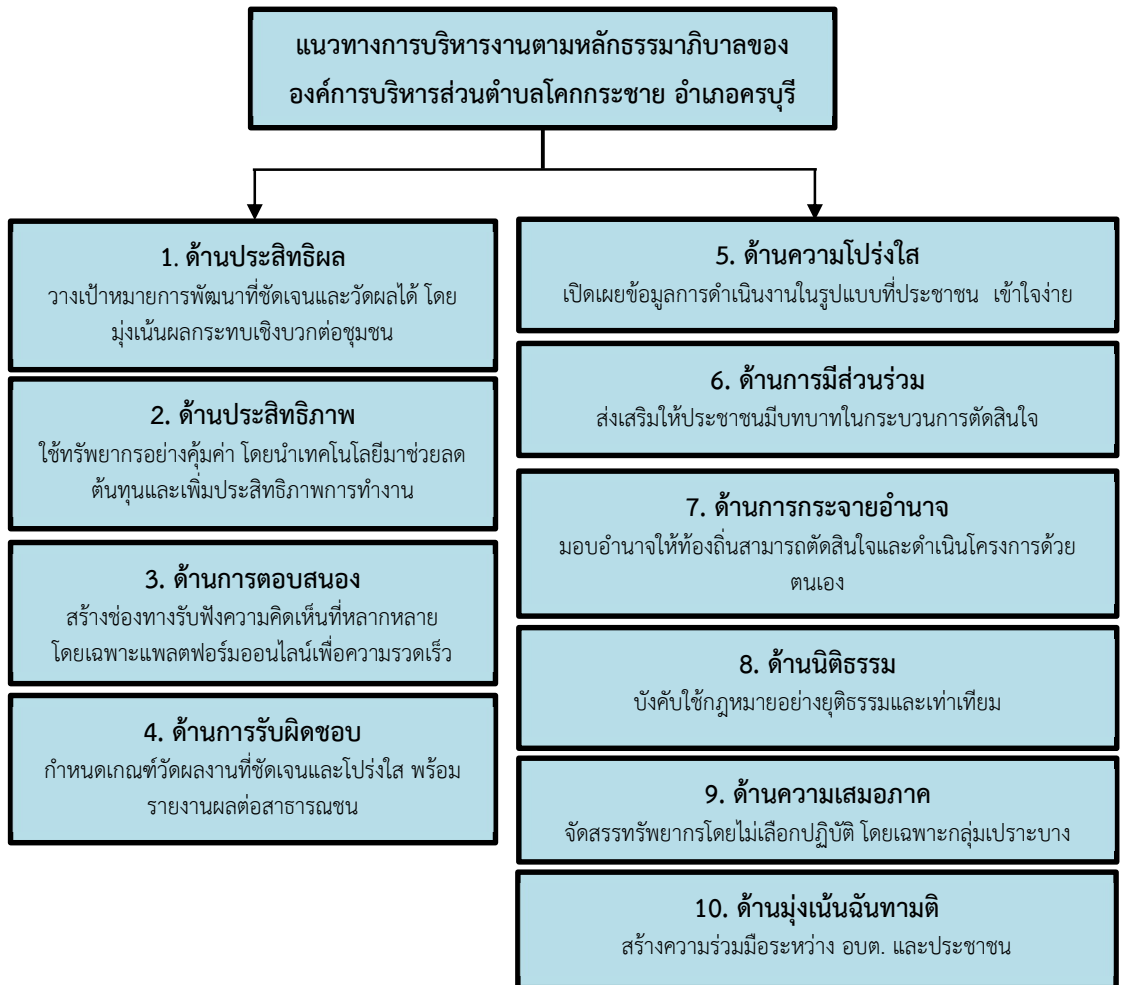 แนวทางการบริหารงานตามหลักธรรมาภิบาลของ
องค์การบริหารส่วนตำบลโคกกระชาย อำเภอครบุรี
1. ด้านประสิทธิผล
วางเป้าหมายการพัฒนาที่ชัดเจนและวัดผลได้ โดย
มุ่งเน้นผลกระทบเชิงบวกต่อชุมชน
2. ด้านประสิทธิภาพ
ใช้ทรัพยากรอย่างคุ้มค่า โดยนำเทคโนโลยีมาช่วยลด
ต้นทุนและเพิ่มประสิทธิภาพการทำงาน
3. ด้านการตอบสนอง
สร้างช่องทางรับฟังความคิดเห็นที่หลากหลาย
โดยเฉพาะแพลตฟอร์มออนไลน์เพื่อความรวดเร็ว
4. ด้านการรับผิดชอบ
กำหนดเกณฑ์วัดผลงานที่ชัดเจนและโปร่งใส พร้อม
รายงานผลต่อสาธารณชน
5. ด้านความโปร่งใส
เปิดเผยข้อมูลการดำเนินงานในรูปแบบที่ประชาชน เข้าใจง่าย
6. ด้านการมีส่วนร่วม
ส่งเสริมให้ประชาชนมีบทบาทในกระบวนการตัดสินใจ
7. ด้านการกระจายอำนาจ
มอบอำนาจให้ท้องถิ่นสามารถตัดสินใจและดำเนินโครงการด้วย
ตนเอง
8. ด้านนิติธรรม
บังคับใช้กฎหมายอย่างยุติธรรมและเท่าเทียม
9. ด้านความเสมอภาค
จัดสรรทรัพยากรโดยไม่เลือกปฏิบัติ โดยเฉพาะกลุ่มเปราะบาง
10. ด้านมุ่งเน้นฉันทามติ
สร้างความร่วมมือระหว่าง อบต. และประชาชน